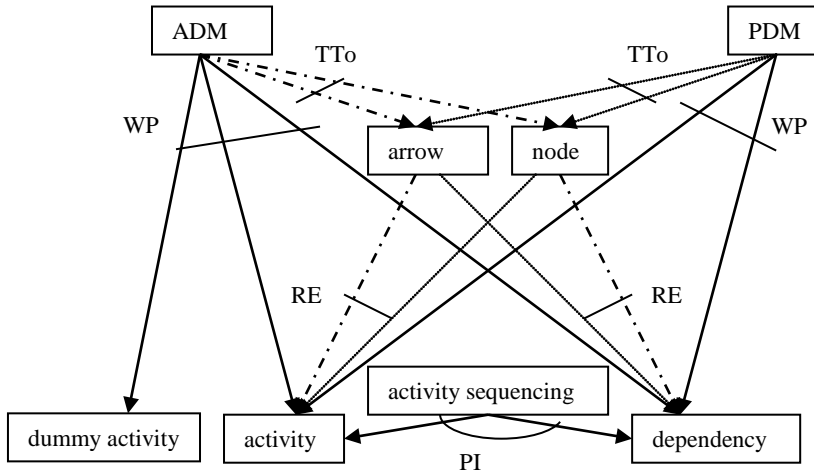 ADM
PDM
TTo
TTo
WP
WP
arrow
node
RE
RE
activity sequencing
dummy activity
activity
dependency
PI